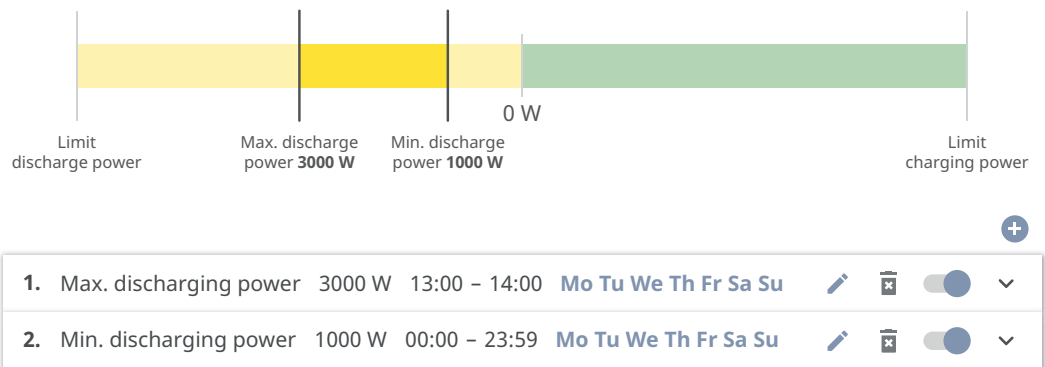 0 W
Limit
discharge power
Max. discharge
power 3000 W
Min. discharge
power 1000 W
Limit
charging power
1. Max. discharging power 3000 W 13:00 – 14:00 Mo Tu We Th Fr Sa Su
2. Min. discharging power 1000 W 00:00 – 23:59 Mo Tu We Th Fr Sa Su